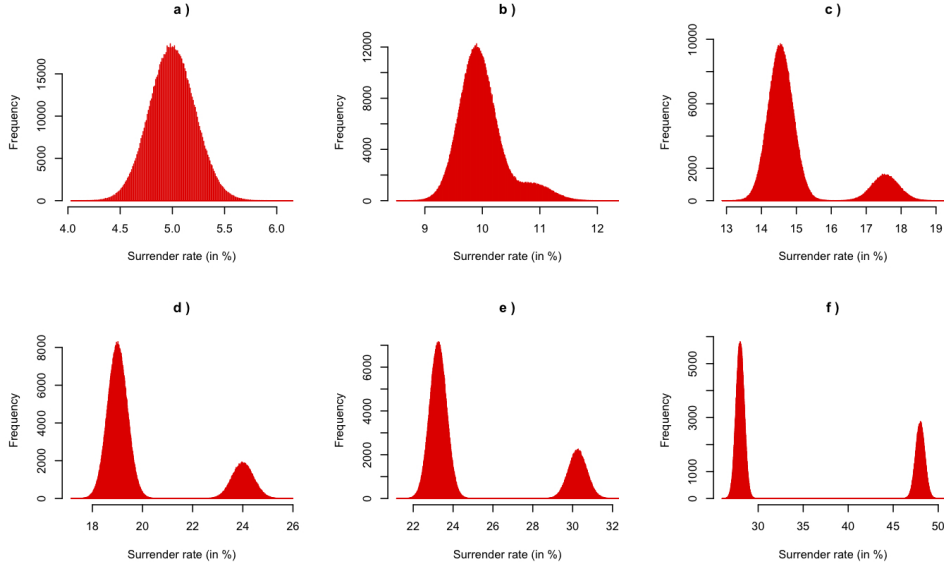 a )
Frequency
15000
10000
5000
0
4.0 4.5 5.0 5.5 6.0
Surrender rate (in %)
b )
Frequency
12000
8000
4000
0
9 10 11 12
Surrender rate (in %)
c )
Frequency
10000
6000
2000
0
13 14 15 16 17 18 19
Surrender rate (in %)
d )
Frequency
8000
6000
4000
2000
0
18 20 22 24 26
Surrender rate (in %)
e )
Frequency
6000
4000
2000
0
22 24 26 28 30 32
Surrender rate (in %)
f )
Frequency
5000
3000
1000
0
30 35 40 45 50
Surrender rate (in %)